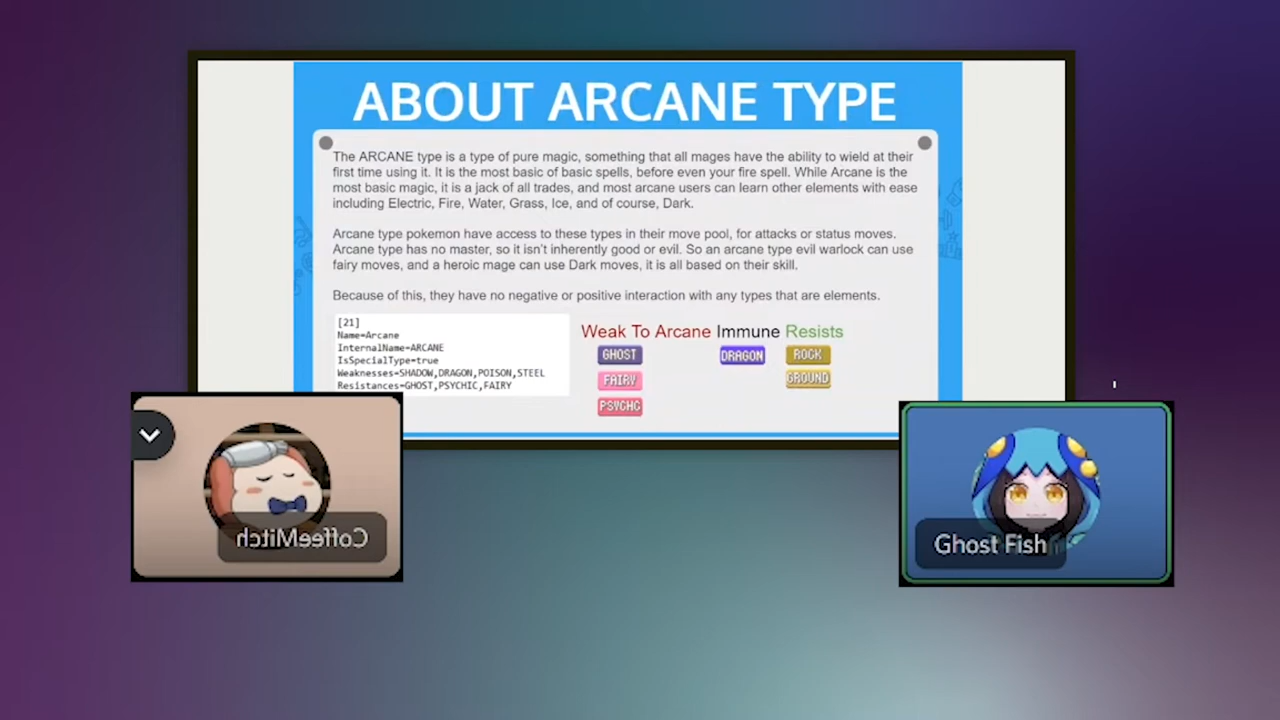 ABOUT ARCANE TYPE
The ARCANE type is a type of pure magic, something that all mages have the ability to wield at their
first time using it. It is the most basic of basic spells, before even your fire spell. While Arcane is the
most basic magic, it is a jack of all trades, and most arcane users can learn other elements with ease
including Electric, Fire, Water, Grass, Ice, and of course, Dark.
Arcane type pokemon have access to these types in their move pool, for attacks or status moves.
Arcane type has no master, so it isn't inherently good or evil. So an arcane type evil warlock can use
fairy moves, and a heroic mage can use Dark moves, it is all based on their skill.
Because of this, they have no negative or positive interaction with any types that are elements.
[21]
Name=Arcane
InternalName=ARCANE
IsSpecialType=true
Weaknesses=SHADOW,DRAGON,POISON,STEEL
Resistances=GHOST,PSYCHIC,FAIRY
Weak To Arcane Immune Resists
GHOST DRAGON ROCK
FAIRY GROUND
PSYCHC
CoffeeMitch
Ghost Fish